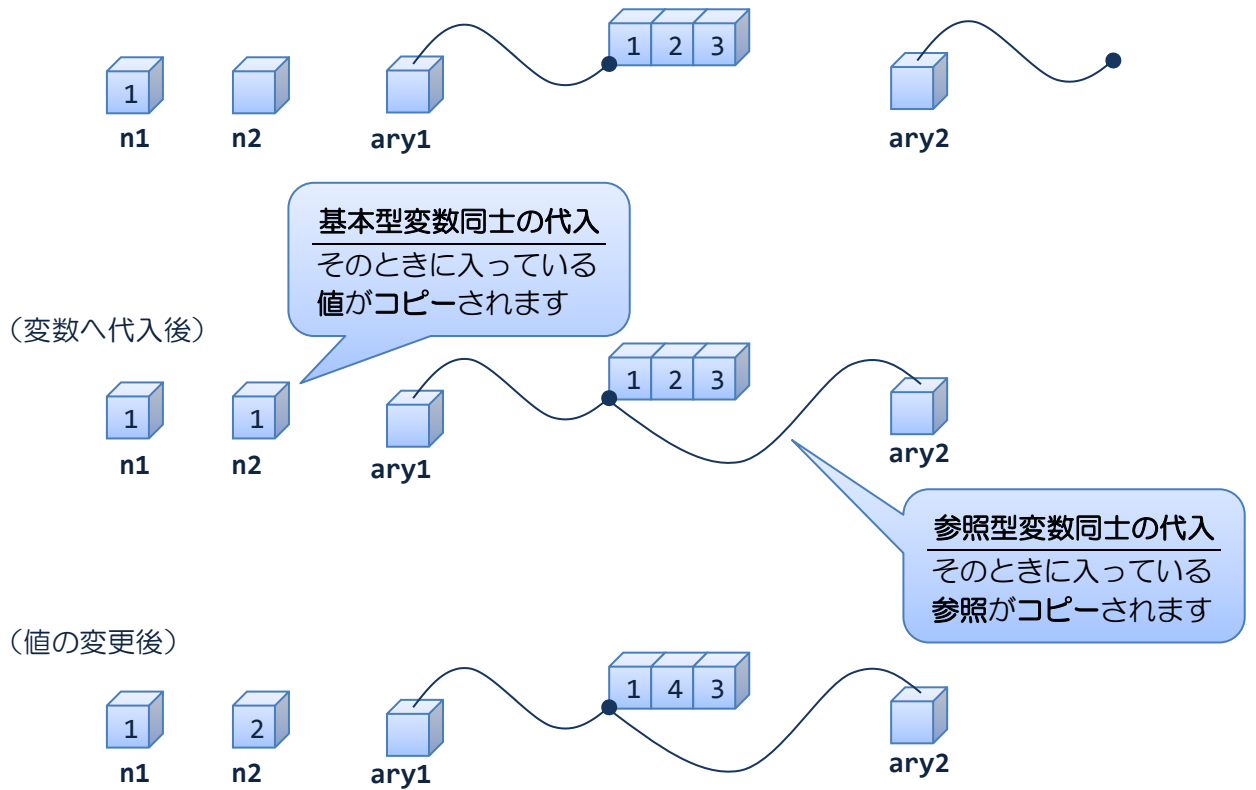 1 2 3
1
n1 n2 ary1 ary2
基本型変数同士の代入
そのときに入っている
値がコピーされます
（変数へ代入後）
1 2 3
1 1
n1 n2 ary1 ary2
参照型変数同士の代入
そのときに入っている
参照がコピーされます
（値の変更後）
1 4 3
1 2
n1 n2 ary1 ary2